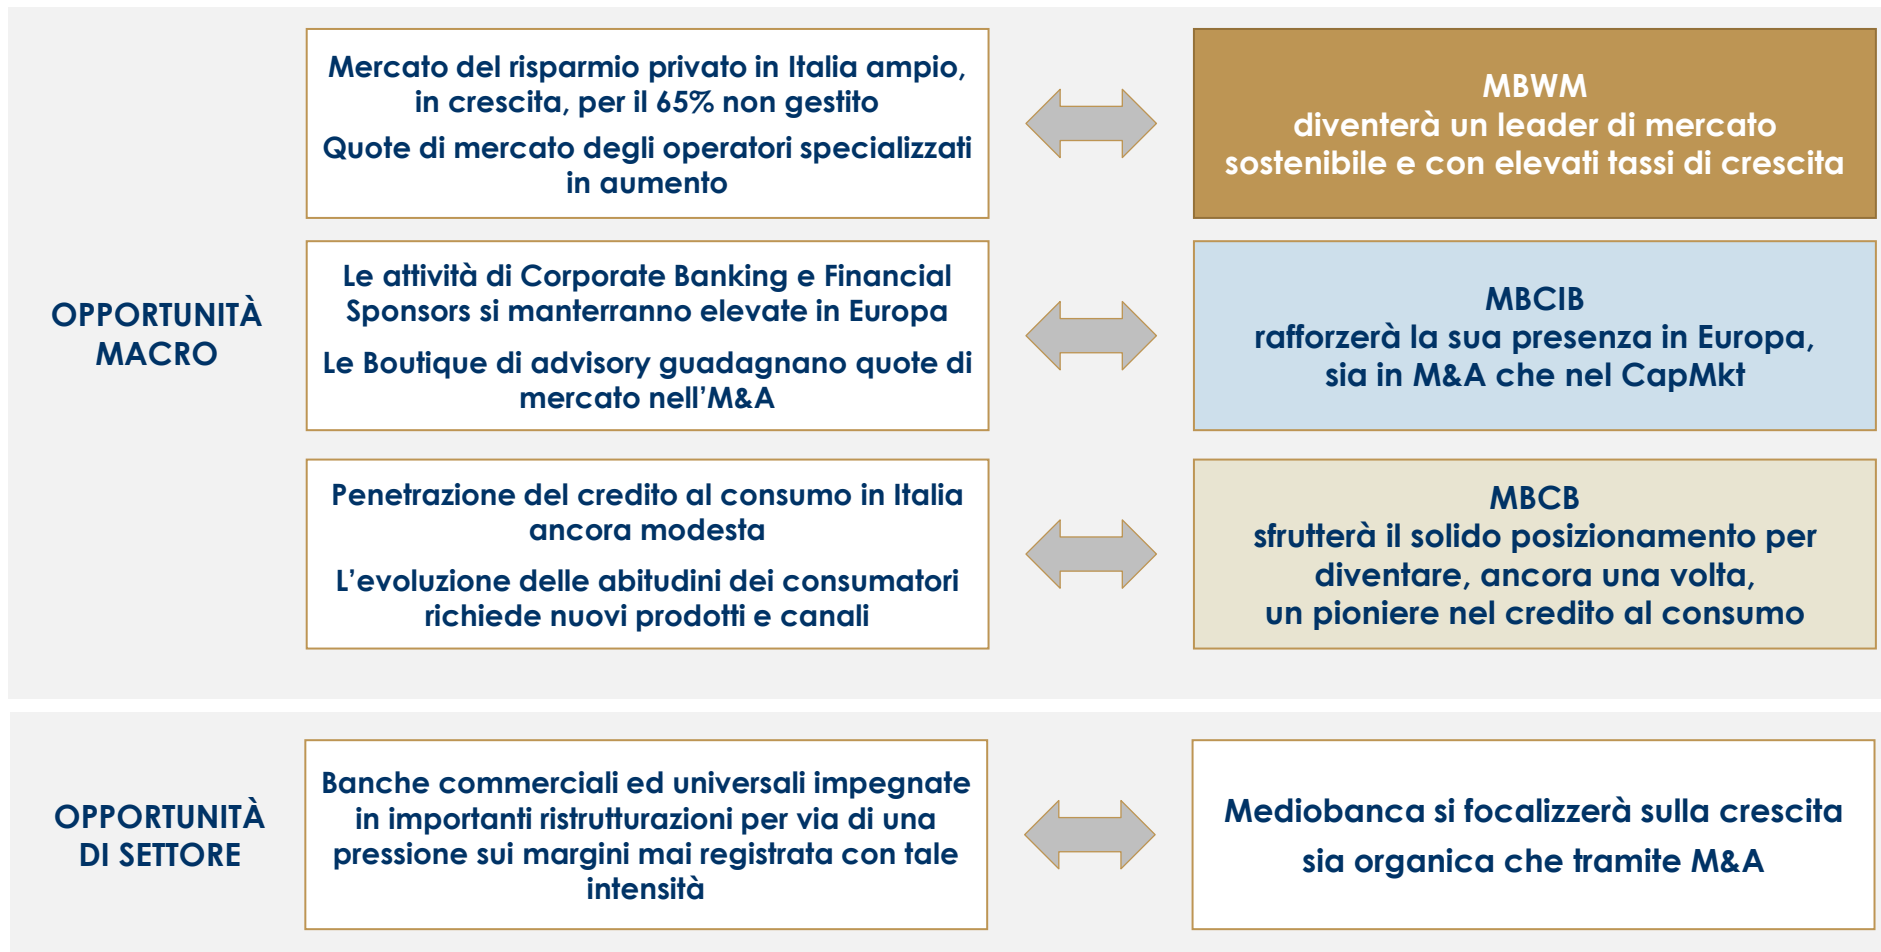 OPPORTUNITÀ
MACRO
Mercato del risparmio privato in Italia ampio,
in crescita, per il 65% non gestito
Quote di mercato degli operatori specializzati
in aumento
MBWM
diventerà un leader di mercato
sostenibile e con elevati tassi di crescita
Le attività di Corporate Banking e Financial
Sponsors si manterranno elevate in Europa
Le Boutique di advisory guadagnano quote di
mercato nell’M&A
MBCIB
rafforzerà la sua presenza in Europa,
sia in M&A che nel CapMkt
Penetrazione del credito al consumo in Italia
ancora modesta
L’evoluzione delle abitudini dei consumatori
richiede nuovi prodotti e canali
MBCB
sfrutterà il solido posizionamento per
diventare, ancora una volta,
un pioniere nel credito al consumo
OPPORTUNITÀ
DI SETTORE
Banche commerciali ed universali impegnate
in importanti ristrutturazioni per via di una
pressione sui margini mai registrata con tale
intensità
Mediobanca si focalizzerà sulla crescita
sia organica che tramite M&A